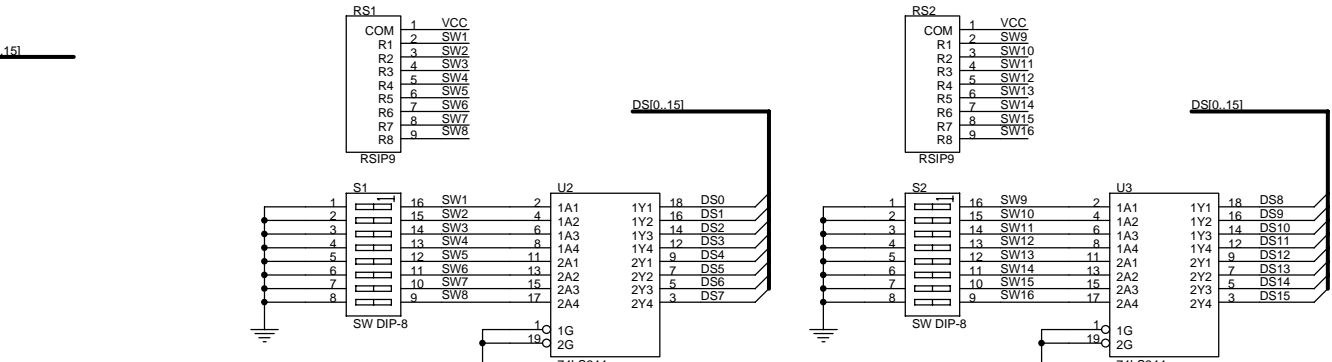 ..15]
RS1
COM 1 VCC
R1 2 SW1
R2 3 SW2
R3 4 SW3
R4 5 SW4
R5 6 SW5
R6 7 SW6
R7 8 SW7
R8 9 SW8
RSIP9
DS[0..15]
RS2
COM 1 VCC
R1 2 SW9
R2 3 SW10
R3 4 SW11
R4 5 SW12
R5 6 SW13
R6 7 SW14
R7 8 SW15
R8 9 SW16
RSIP9
DS[0..15]
S1
1 16 SW1
2 15 SW2
3 14 SW3
4 13 SW4
5 12 SW5
6 11 SW6
7 10 SW7
8 9 SW8
SW DIP-8
U2
2 1A1 1Y1 18 DS0
4 1A2 1Y2 16 DS1
6 1A3 1Y3 14 DS2
8 1A4 1Y4 12 DS3
11 2A1 2Y1 9 DS4
13 2A2 2Y2 7 DS5
15 2A3 2Y3 5 DS6
17 2A4 2Y4 3 DS7
1 1G
19 2G
S2
1 16 SW9
2 15 SW10
3 14 SW11
4 13 SW12
5 12 SW13
6 11 SW14
7 10 SW15
8 9 SW16
SW DIP-8
U3
2 1A1 1Y1 18 DS8
4 1A2 1Y2 16 DS9
6 1A3 1Y3 14 DS10
8 1A4 1Y4 12 DS11
11 2A1 2Y1 9 DS12
13 2A2 2Y2 7 DS13
15 2A3 2Y3 5 DS14
17 2A4 2Y4 3 DS15
1 1G
19 2G